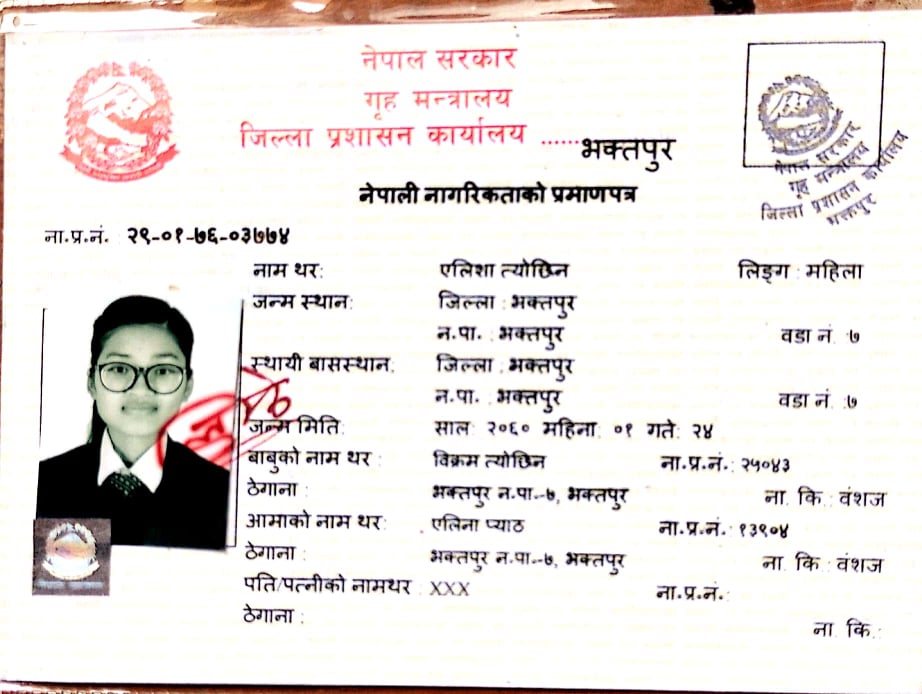 नेपाल सरकार
गृह मन्त्रालय
जिल्ला प्रशासन कार्यालय ......भक्तपुर
नेपाल सरकार
गृह मन्त्रालय
जिल्ला प्रशासन कार्यालय
भक्तपुर
नेपाली नागरिकताको प्रमाणपत्र
ना.प्र.नं. : २९-०१-७६-०३७७४
नाम थर: एलिशा त्योछिन लिङ्ग : महिला
जन्म स्थान: जिल्ला : भक्तपुर
न.पा. : भक्तपुर वडा नं. :७
स्थायी बासस्थान: जिल्ला : भक्तपुर
न.पा. : भक्तपुर वडा नं. :७
जन्म मिति: साल: २०६० महिना: ०१ गते: २४
बाबुको नाम थर : विक्रम त्योछिन ना.प्र.नं.: २५०४३
ठेगाना : भक्तपुर न.पा.-७, भक्तपुर ना. कि.: वंशज
आमाको नाम थर: एलिना प्याठ ना.प्र.नं.: १३९०४
ठेगाना : भक्तपुर न.पा.-७, भक्तपुर ना. कि.: वंशज
पति/पत्नीको नामथर : XXX ना.प्र.नं.:
ठेगाना : ना. कि.: